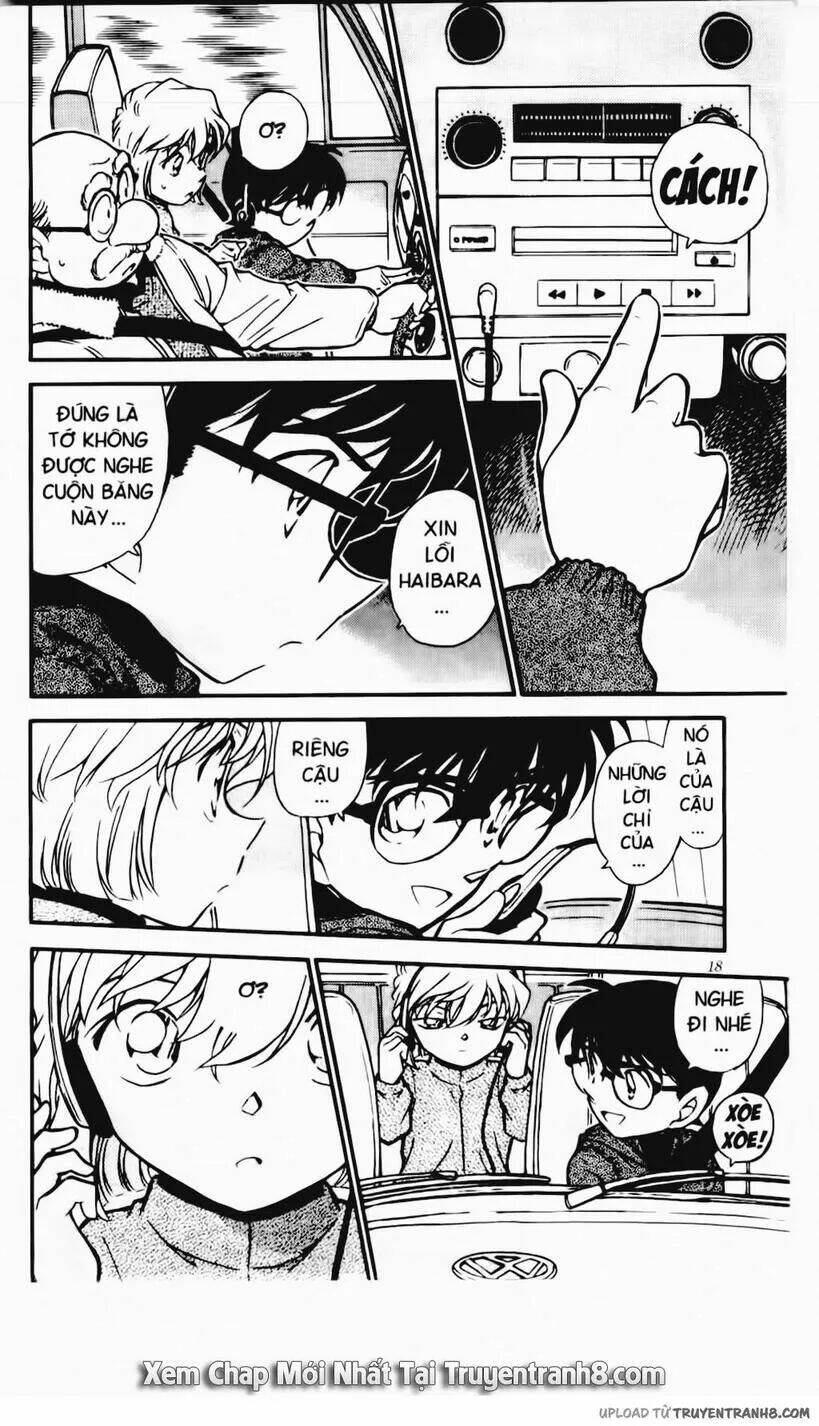 Ơ?
CÁCH!
POWER
ĐÚNG LÀ
TỚ KHÔNG
ĐƯỢC NGHE
CUỘN BĂNG
NÀY...
XIN
LỖI
HAIBARA
...
RIÊNG
CẬU
...
NHỮNG
LỜI
CHỈ
CỦA
...
NÓ
LÀ
CỦA
CẬU
...
18
Ơ?
NGHE
ĐI NHÉ
...
XÒE
XÒE!
Xem Chap Mới Nhất Tại Truyentranh8.com
UPLOAD TỪ TRUYENTRANH8.COM